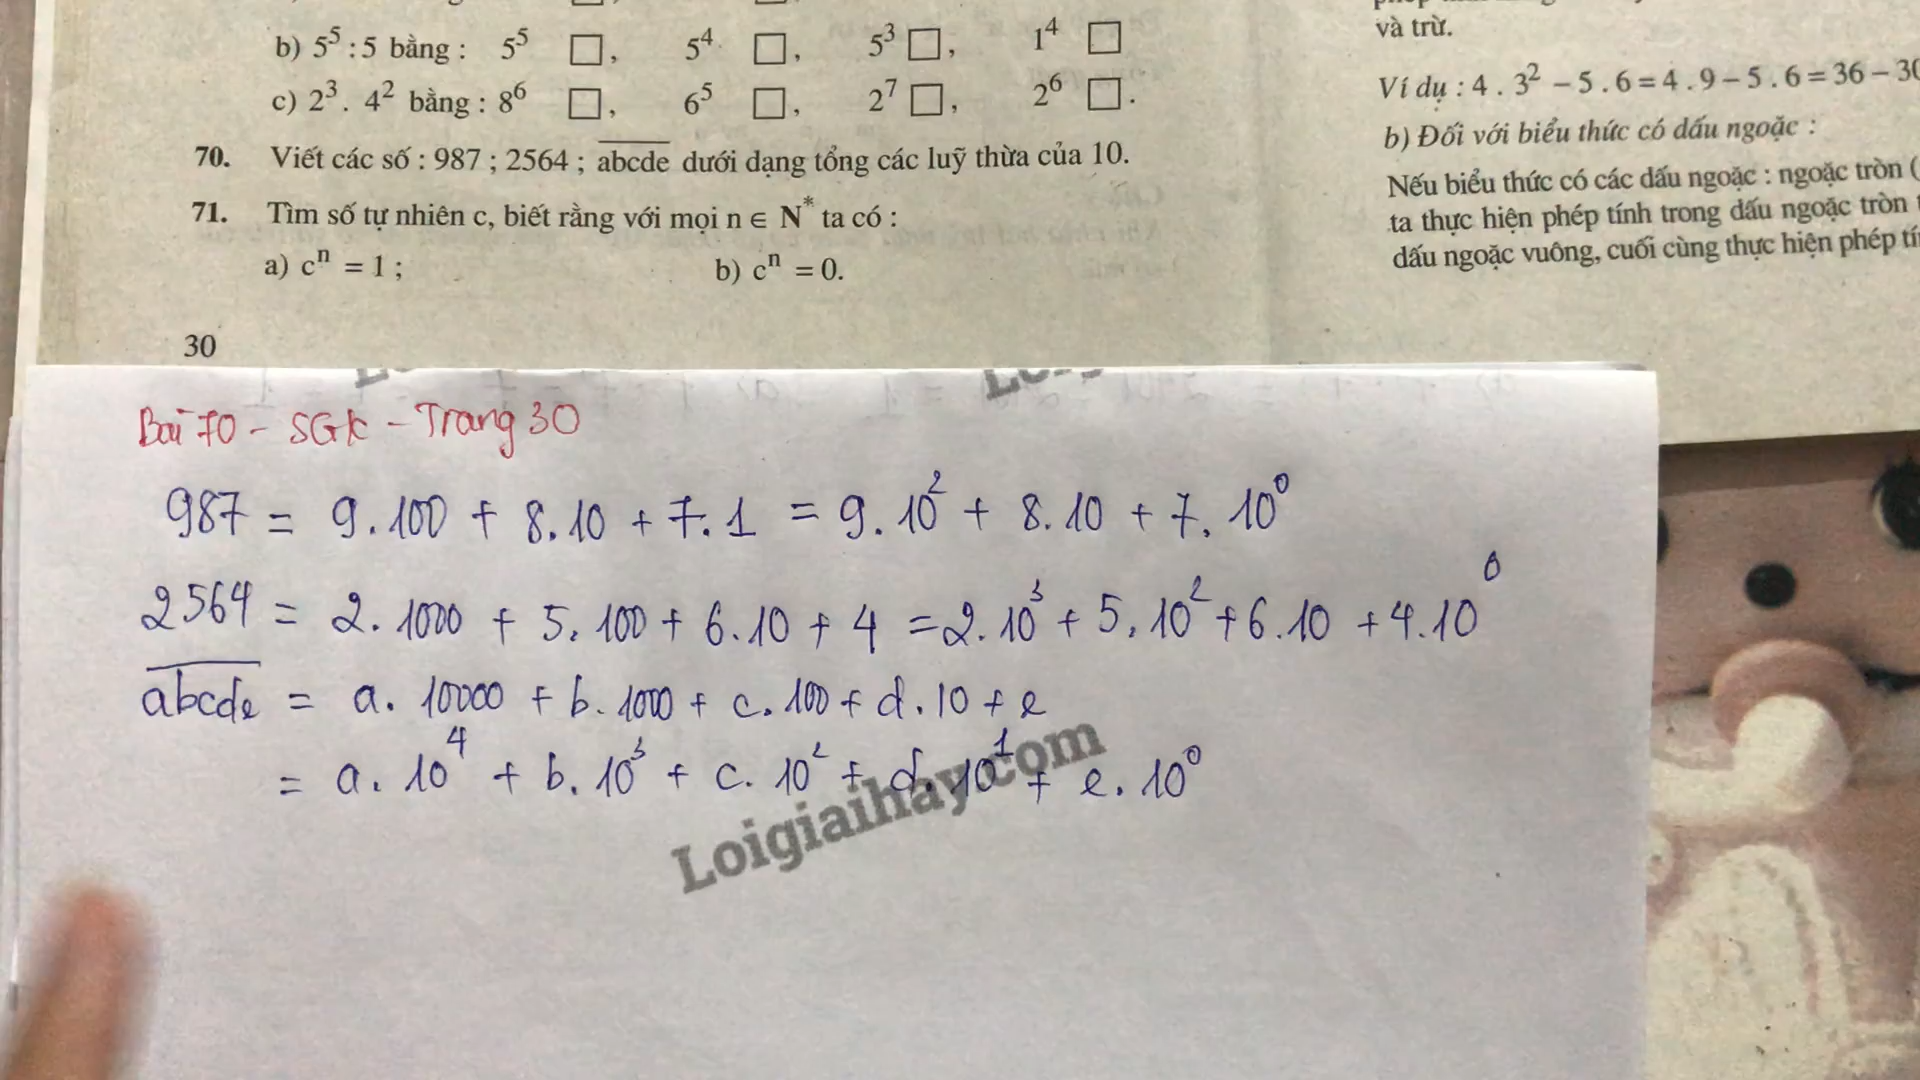 b) 5⁵ : 5 bằng : 5⁵ □, 5⁴ □, 5³ □, 1⁴ □
c) 2³ . 4² bằng : 8⁶ □, 6⁵ □, 2⁷ □, 2⁶ □.
70. Viết các số : 987 ; 2564 ; a̅b̅c̅d̅e̅ dưới dạng tổng các luỹ thừa của 10.
71. Tìm số tự nhiên c, biết rằng với mọi n ∈ N* ta có :
a) cⁿ = 1 ; b) cⁿ = 0.
30
và trừ.
Ví dụ : 4 . 3² – 5 . 6 = 4 . 9 – 5 . 6 = 36 – 30
b) Đối với biểu thức có dấu ngoặc :
Nếu biểu thức có các dấu ngoặc : ngoặc tròn (
ta thực hiện phép tính trong dấu ngoặc tròn
dấu ngoặc vuông, cuối cùng thực hiện phép
Bài 70 - SGK - Trang 30
987 = 9.100 + 8.10 + 7.1 = 9.10² + 8.10 + 7.10⁰
2564 = 2.1000 + 5.100 + 6.10 + 4 = 2.10³ + 5.10² + 6.10 + 4.10⁰
a̅b̅c̅d̅e̅ = a.10000 + b.1000 + c.100 + d.10 + e
= a.10⁴ + b.10³ + c.10² + d.10¹ + e.10⁰
Loigiaihay.com